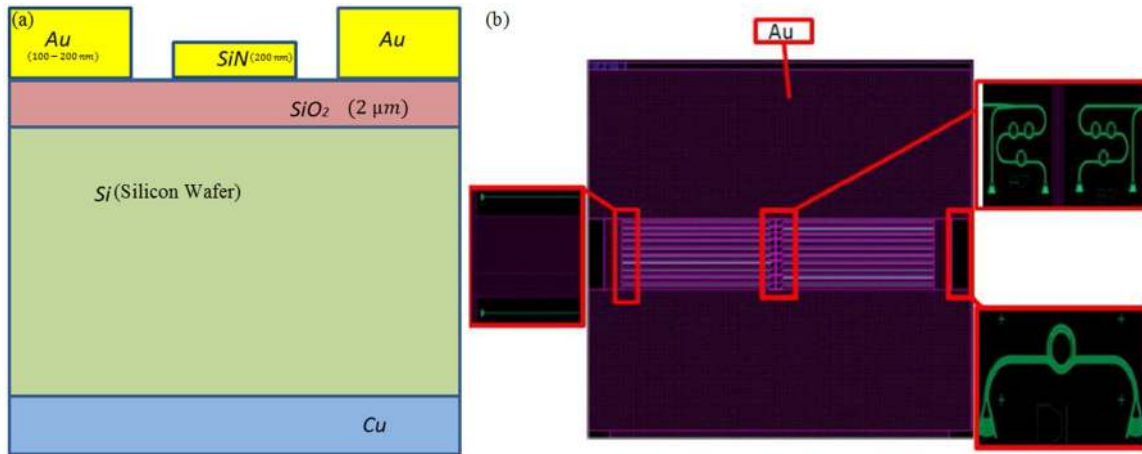 (a)
Au
(100−200 nm)
SiN (200 nm)
Au
SiO₂ (2 μm)
Si (Silicon Wafer)
Cu
(b)
Au